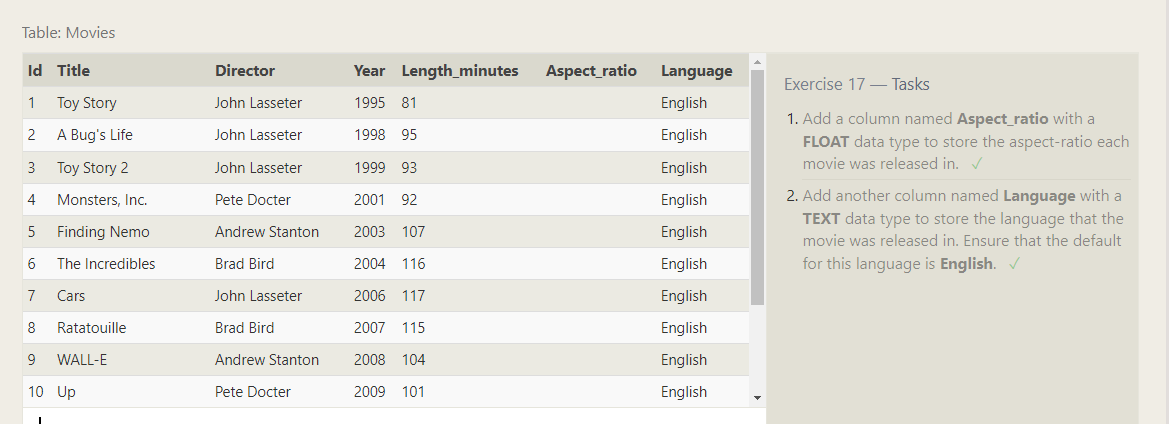 Table: Movies
Id Title Director Year Length_minutes Aspect_ratio Language
1 Toy Story John Lasseter 1995 81 English
2 A Bug's Life John Lasseter 1998 95 English
3 Toy Story 2 John Lasseter 1999 93 English
4 Monsters, Inc. Pete Docter 2001 92 English
5 Finding Nemo Andrew Stanton 2003 107 English
6 The Incredibles Brad Bird 2004 116 English
7 Cars John Lasseter 2006 117 English
8 Ratatouille Brad Bird 2007 115 English
9 WALL-E Andrew Stanton 2008 104 English
10 Up Pete Docter 2009 101 English
Exercise 17 — Tasks
1. Add a column named Aspect_ratio with a
FLOAT data type to store the aspect-ratio each
movie was released in. ✓
2. Add another column named Language with a
TEXT data type to store the language that the
movie was released in. Ensure that the default
for this language is English. ✓